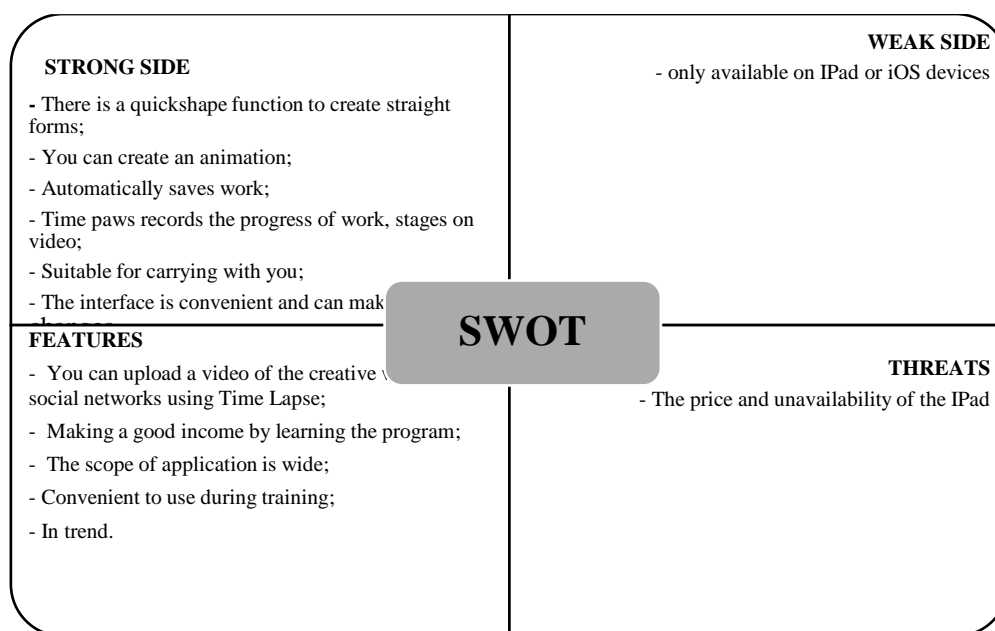 STRONG SIDE
- There is a quickshape function to create straight
forms;
- You can create an animation;
- Automatically saves work;
- Time paws records the progress of work, stages on
video;
- Suitable for carrying with you;
- The interface is convenient and can mak
WEAK SIDE
- only available on IPad or iOS devices
SWOT
FEATURES
- You can upload a video of the creative
social networks using Time Lapse;
- Making a good income by learning the program;
- The scope of application is wide;
- Convenient to use during training;
- In trend.
THREATS
- The price and unavailability of the IPad